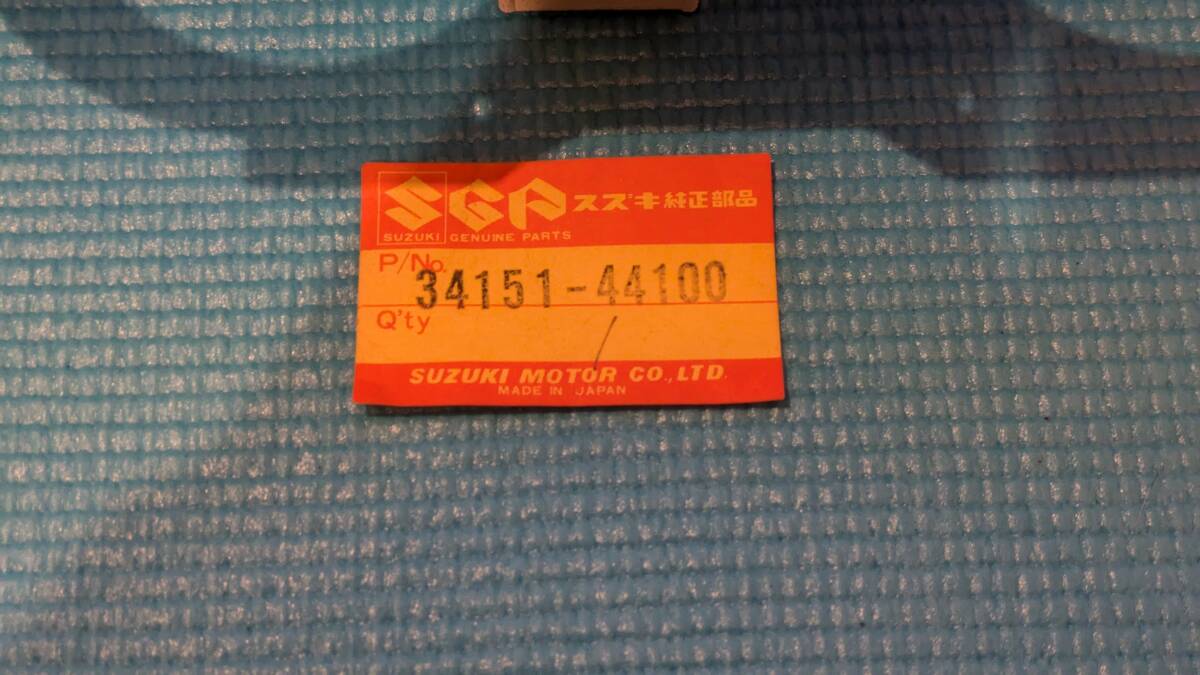 SGP スズキ純正部品
SUZUKI GENUINE PARTS
P/No. 34151-44100
Q'ty 1
SUZUKI MOTOR CO.,LTD.
MADE IN JAPAN